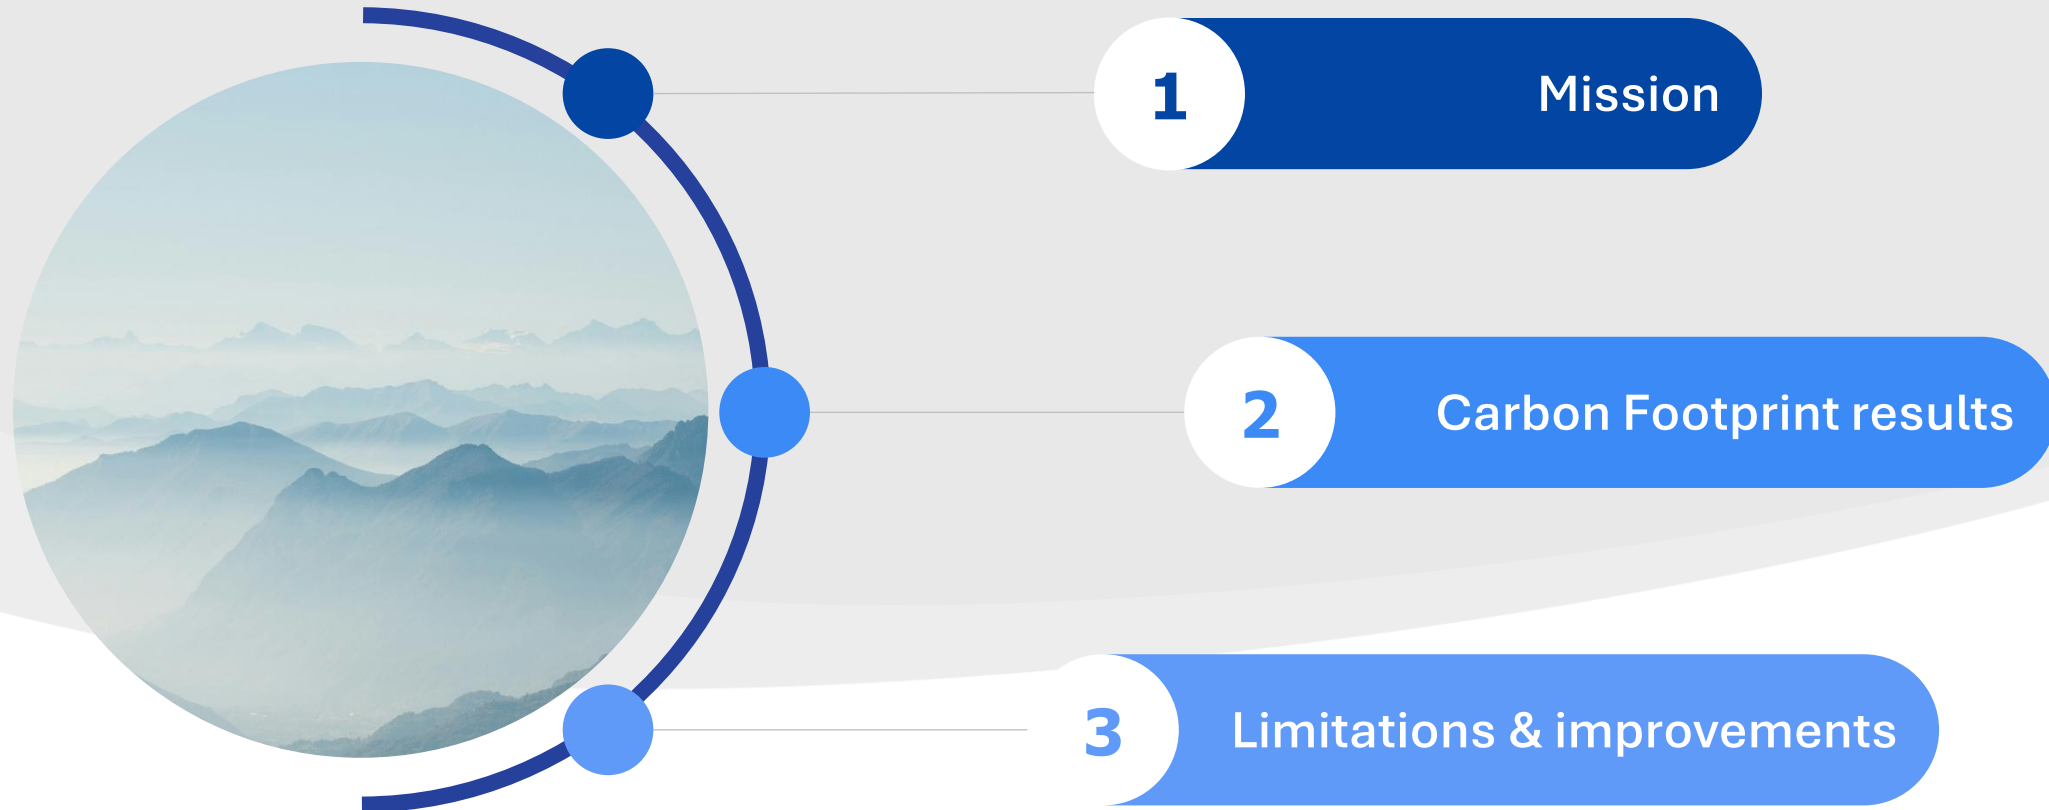 1 Mission
2 Carbon Footprint results
3 Limitations & improvements